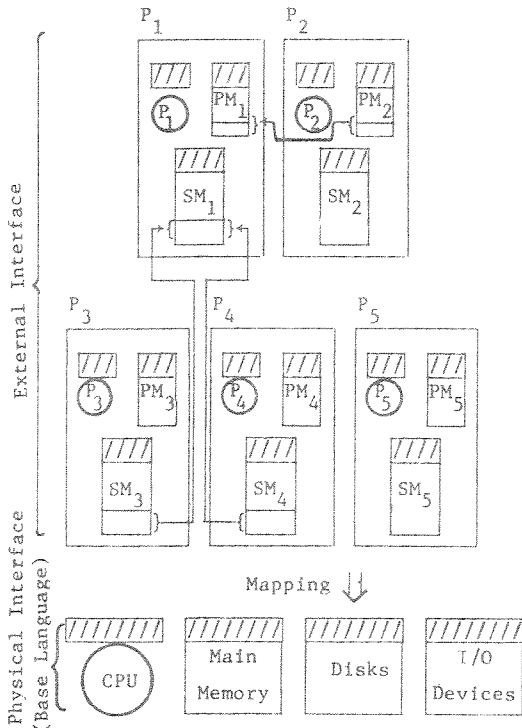 P1 P2
P1 PM1 P2 PM2
SM1 SM2
External Interface
P3 P4 P5
P3 PM3 P4 PM4 P5 PM5
SM3 SM4 SM5
Mapping
Physical Interface
(Base Language)
CPU
Main
Memory
Disks
I/O
Devices